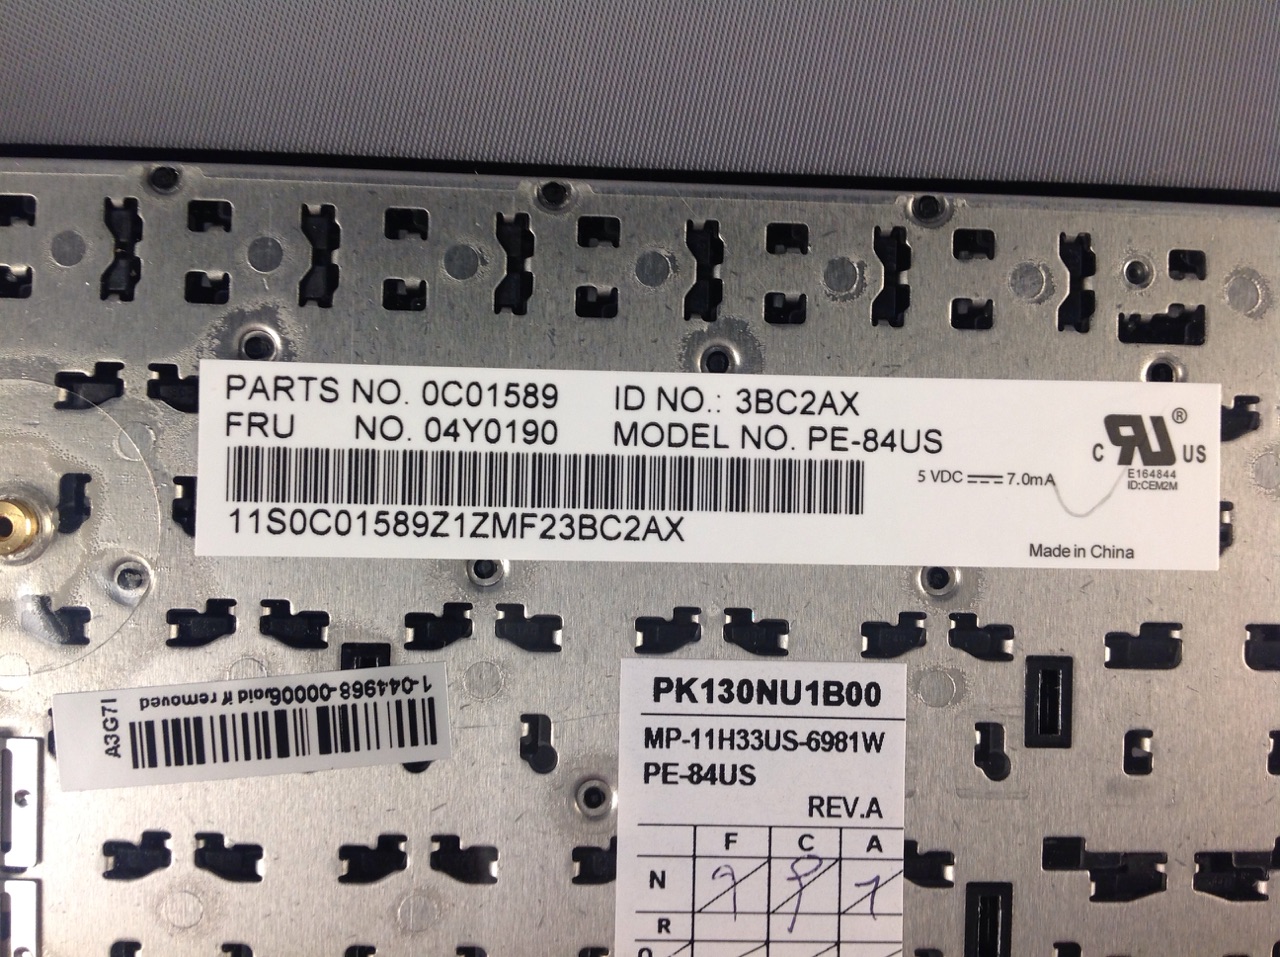 PARTS NO. 0C01589 ID NO.: 3BC2AX
FRU NO. 04Y0190 MODEL NO. PE-84US
11S0C01589Z1ZMF23BC2AX
5 VDC 7.0mA
C RU US ®
E164844
ID:CEM2M
Made in China
1-044968-00006
void if removed
A3G7I
PK130NU1B00
MP-11H33US-6981W
PE-84US
REV.A
F C A
N
R